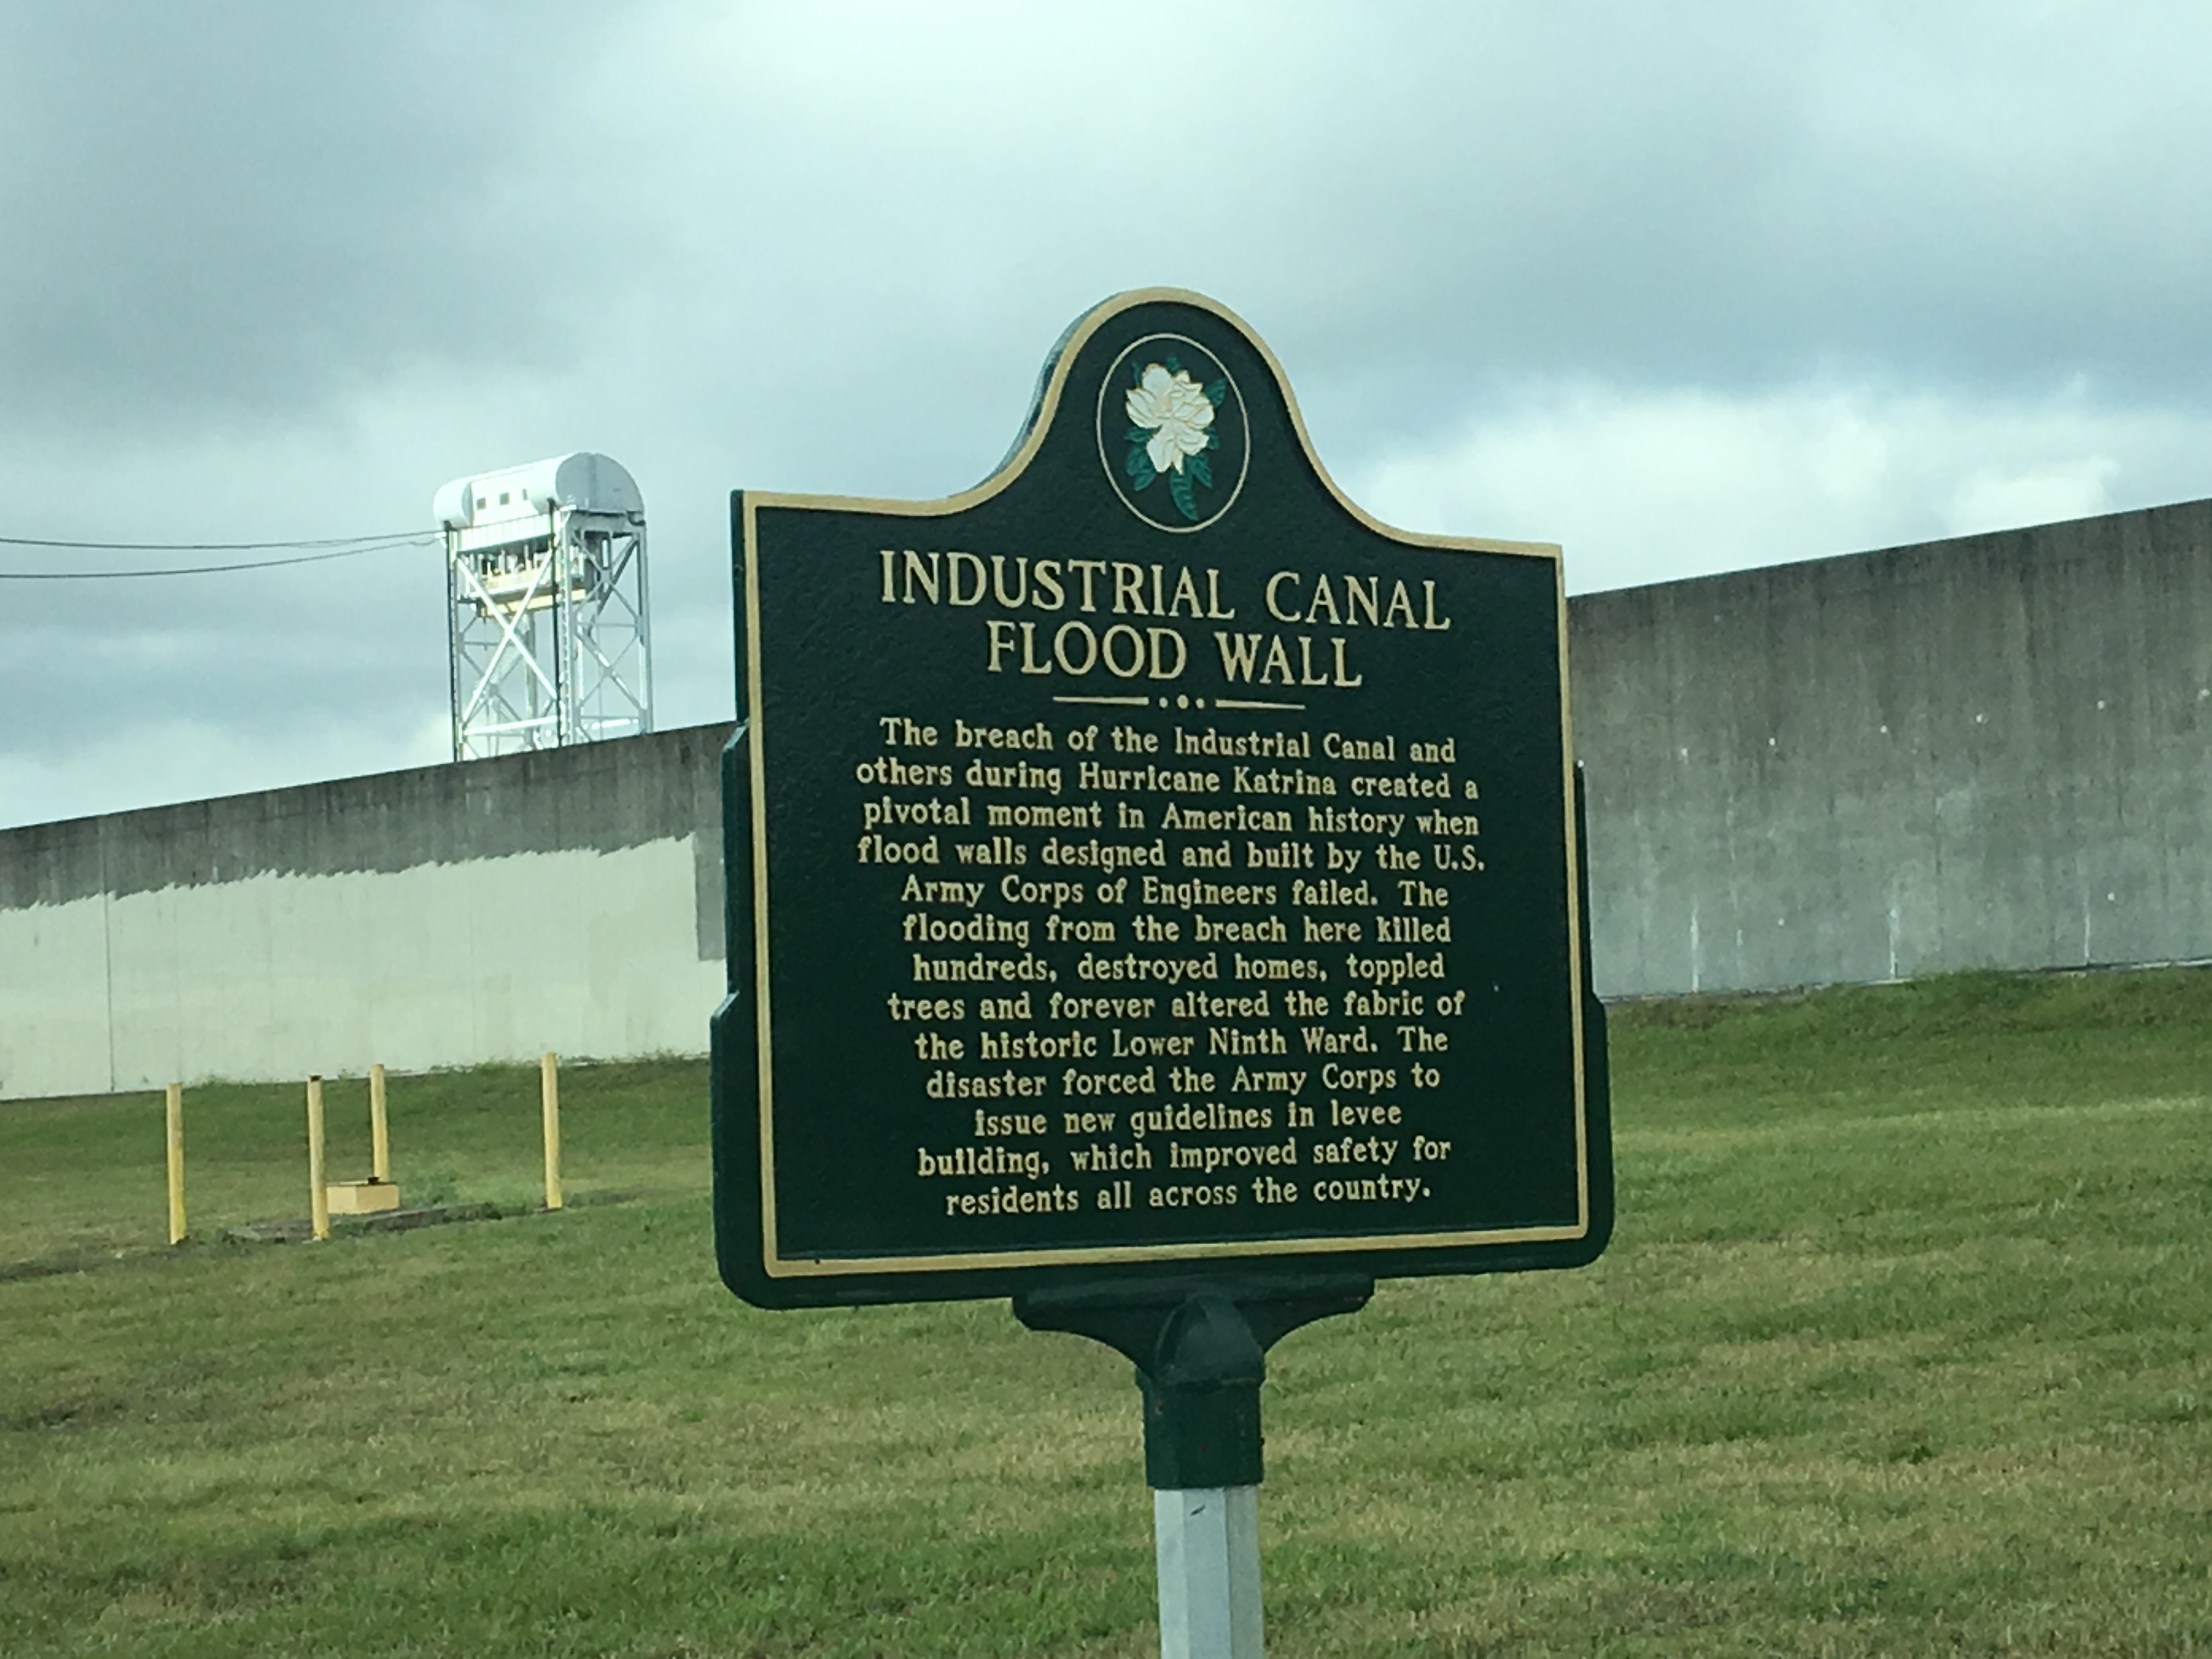 INDUSTRIAL CANAL
FLOOD WALL
The breach of the Industrial Canal and
others during Hurricane Katrina created a
pivotal moment in American history when
flood walls designed and built by the U.S.
Army Corps of Engineers failed. The
flooding from the breach here killed
hundreds, destroyed homes, toppled
trees and forever altered the fabric of
the historic Lower Ninth Ward. The
disaster forced the Army Corps to
issue new guidelines in levee
building, which improved safety for
residents all across the country.